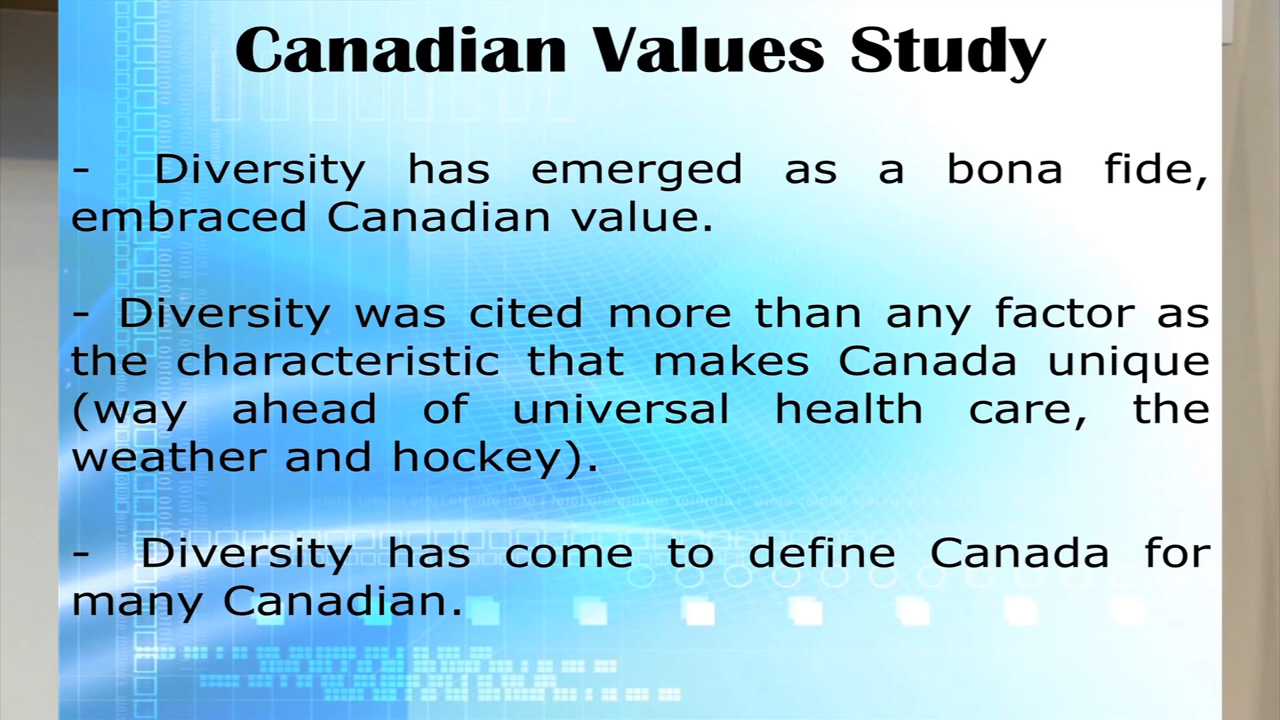 Canadian Values Study
- Diversity has emerged as a bona fide,
embraced Canadian value.
- Diversity was cited more than any factor as
the characteristic that makes Canada unique
(way ahead of universal health care, the
weather and hockey).
- Diversity has come to define Canada for
many Canadian.